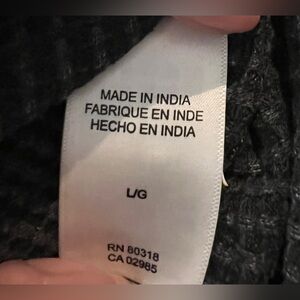 MADE IN INDIA
FABRIQUE EN INDE
HECHO EN INDIA
L/G
RN 80318
CA 02985